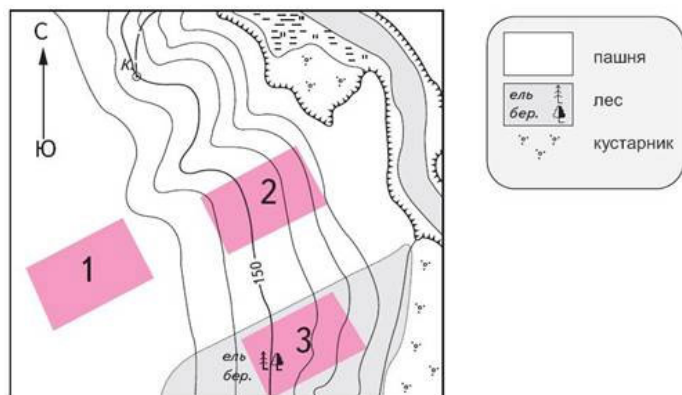 С
Ю
К.
2
1
150
3
ель
бер.
пашня
ель
бер.
лес
кустарник